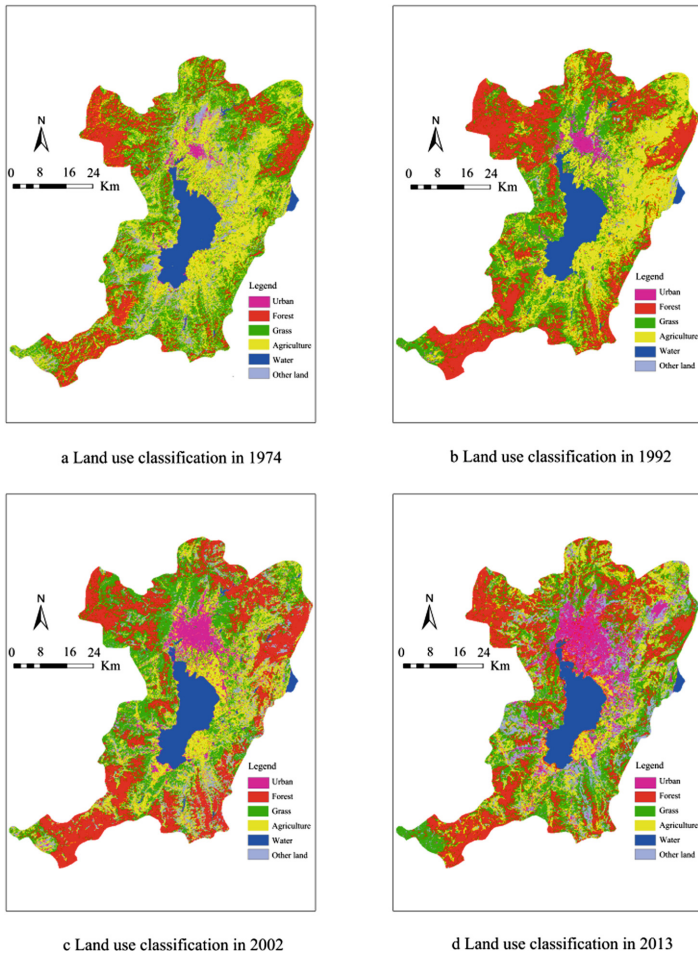 N
0 8 16 24
Km
Legend
Urban
Forest
Grass
Agriculture
Water
Other land
a Land use classification in 1974
N
0 8 16 24
Km
Legend
Urban
Forest
Grass
Agriculture
Water
Other land
b Land use classification in 1992
N
0 8 16 24
Km
Legend
Urban
Forest
Grass
Agriculture
Water
Other land
c Land use classification in 2002
N
0 8 16 24
Km
Legend
Urban
Forest
Grass
Agriculture
Water
Other land
d Land use classification in 2013